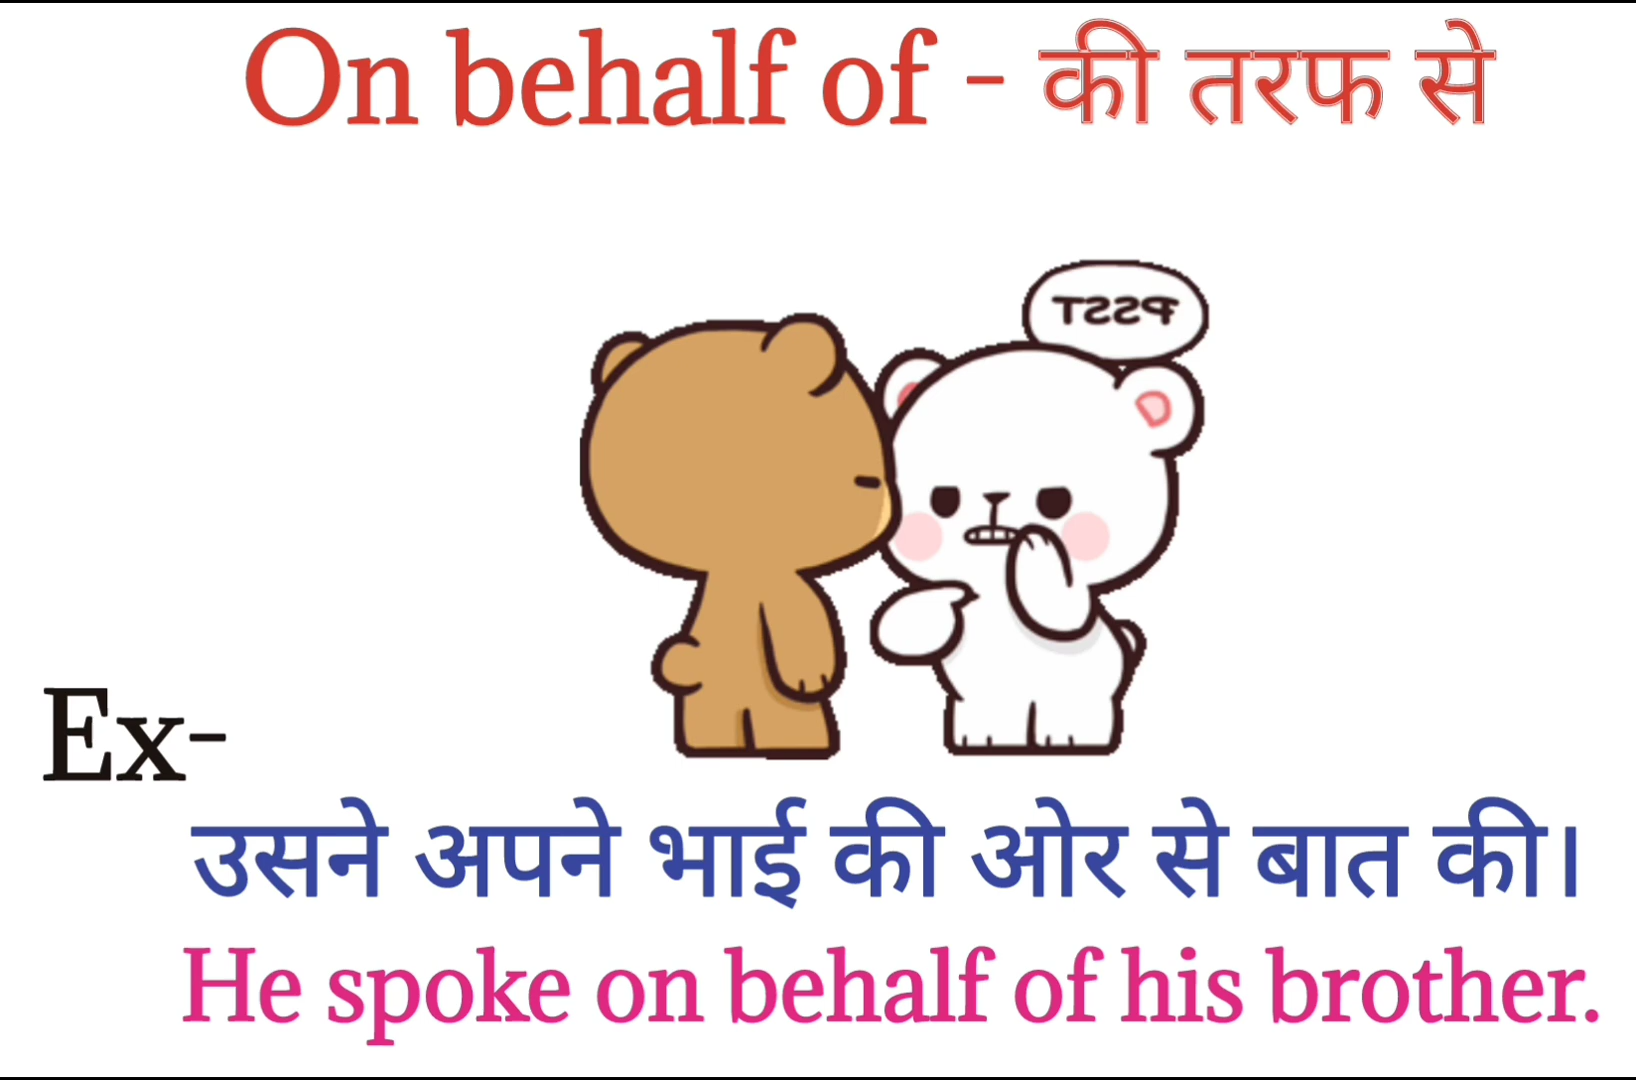 On behalf of - की तरफ से
PSST
Ex-
उसने अपने भाई की ओर से बात की।
He spoke on behalf of his brother.